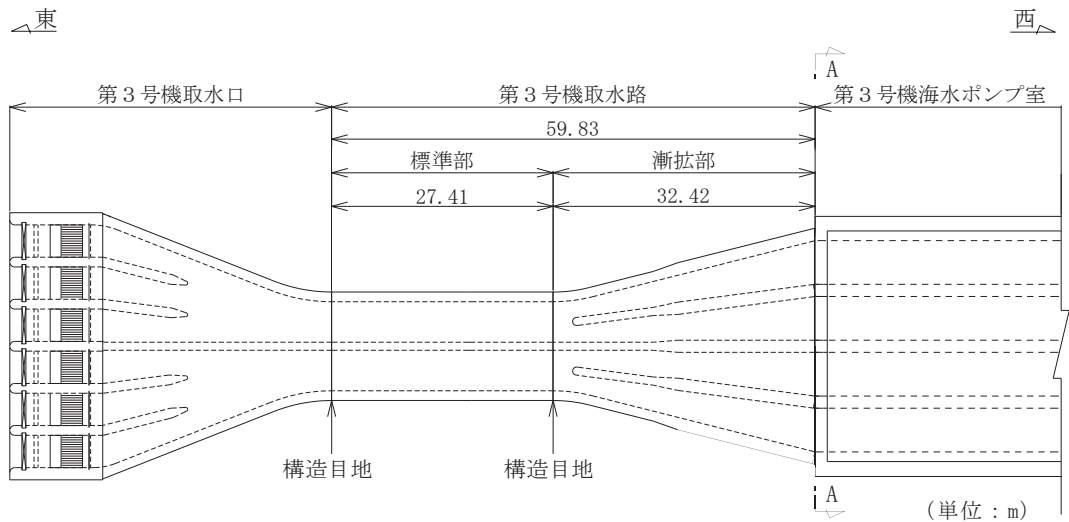 東
西
A
第3号機取水口
第3号機取水路
第3号機海水ポンプ室
59.83
標準部
漸拡部
27.41
32.42
構造目地
構造目地
A
(単位：m)